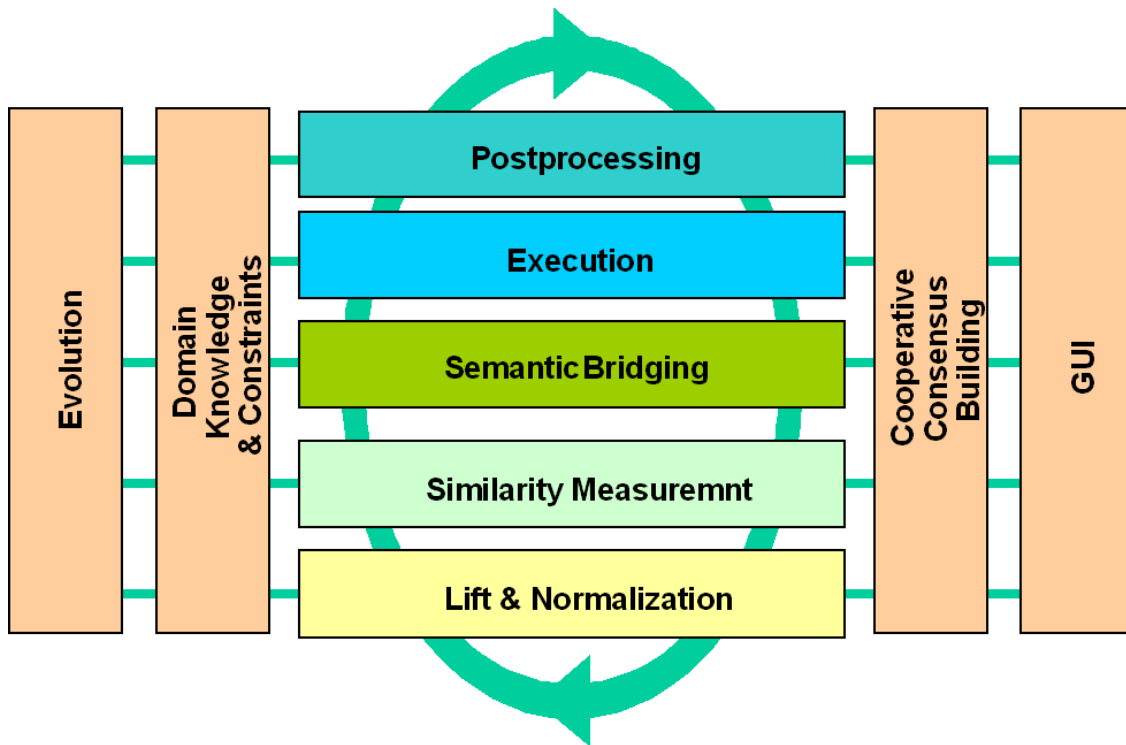 Evolution
Domain
Knowledge
& Constraints
Postprocessing
Execution
Semantic Bridging
Similarity Measuremnt
Lift & Normalization
Cooperative
Consensus
Building
GUI